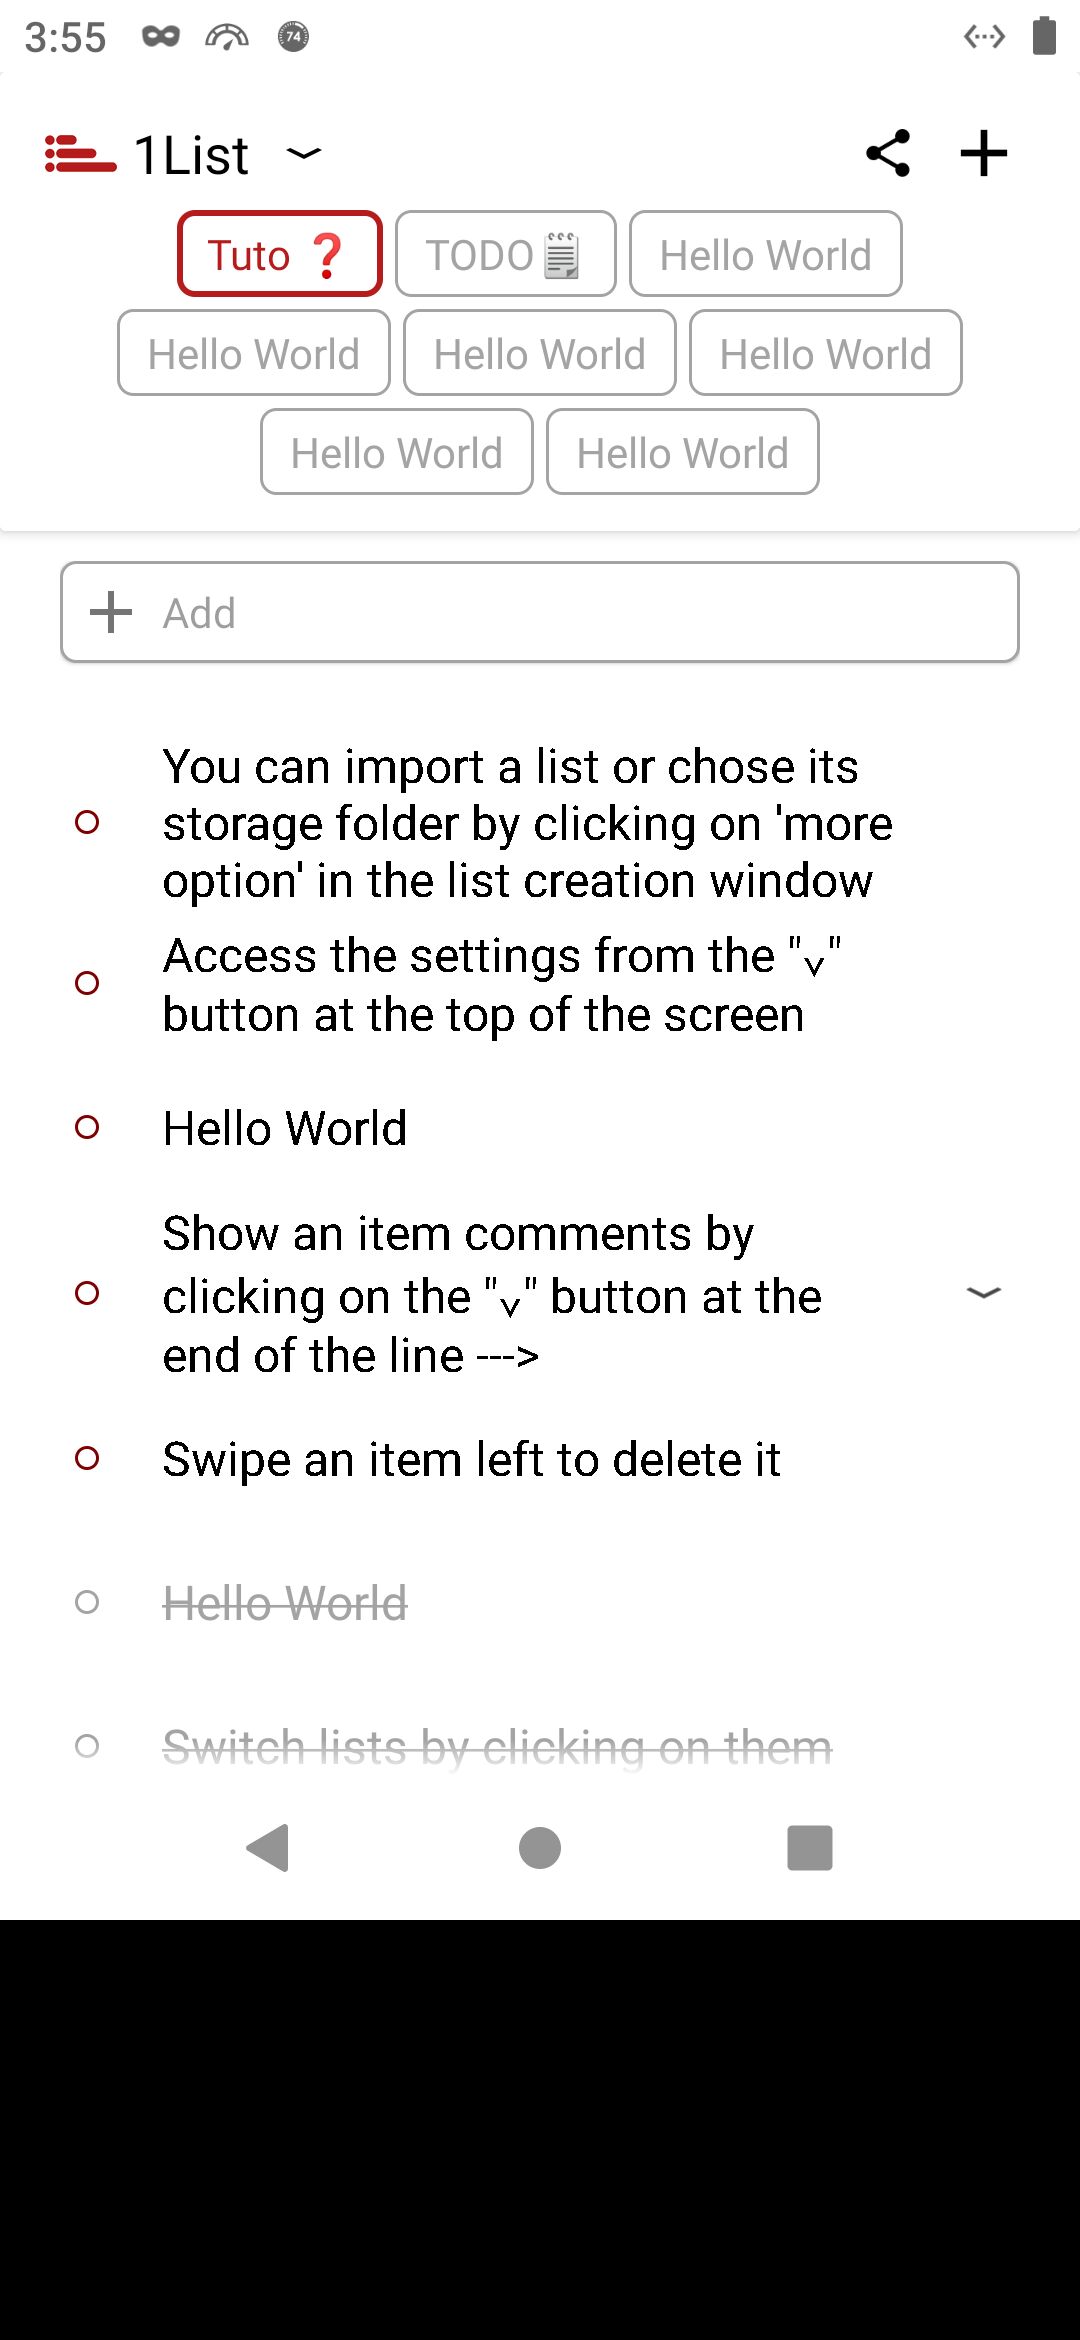 3:55 74
1List
Tuto ❓ TODO🗒 Hello World
Hello World Hello World Hello World
Hello World Hello World
Add
You can import a list or chose its
storage folder by clicking on 'more
option' in the list creation window
Access the settings from the "⌄"
button at the top of the screen
Hello World
Show an item comments by
clicking on the "⌄" button at the
end of the line --->
Swipe an item left to delete it
Hello World
Switch lists by clicking on them